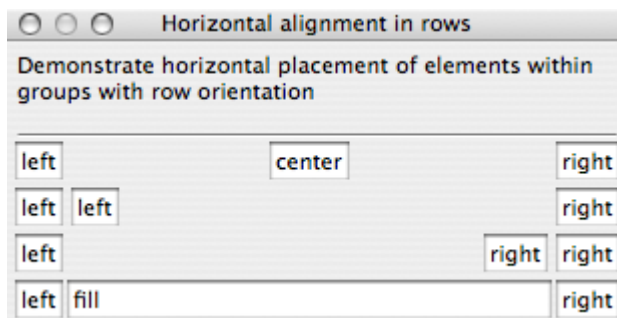 Horizontal alignment in rows
Demonstrate horizontal placement of elements within
groups with row orientation
left center right
left left right
left right right
left fill right